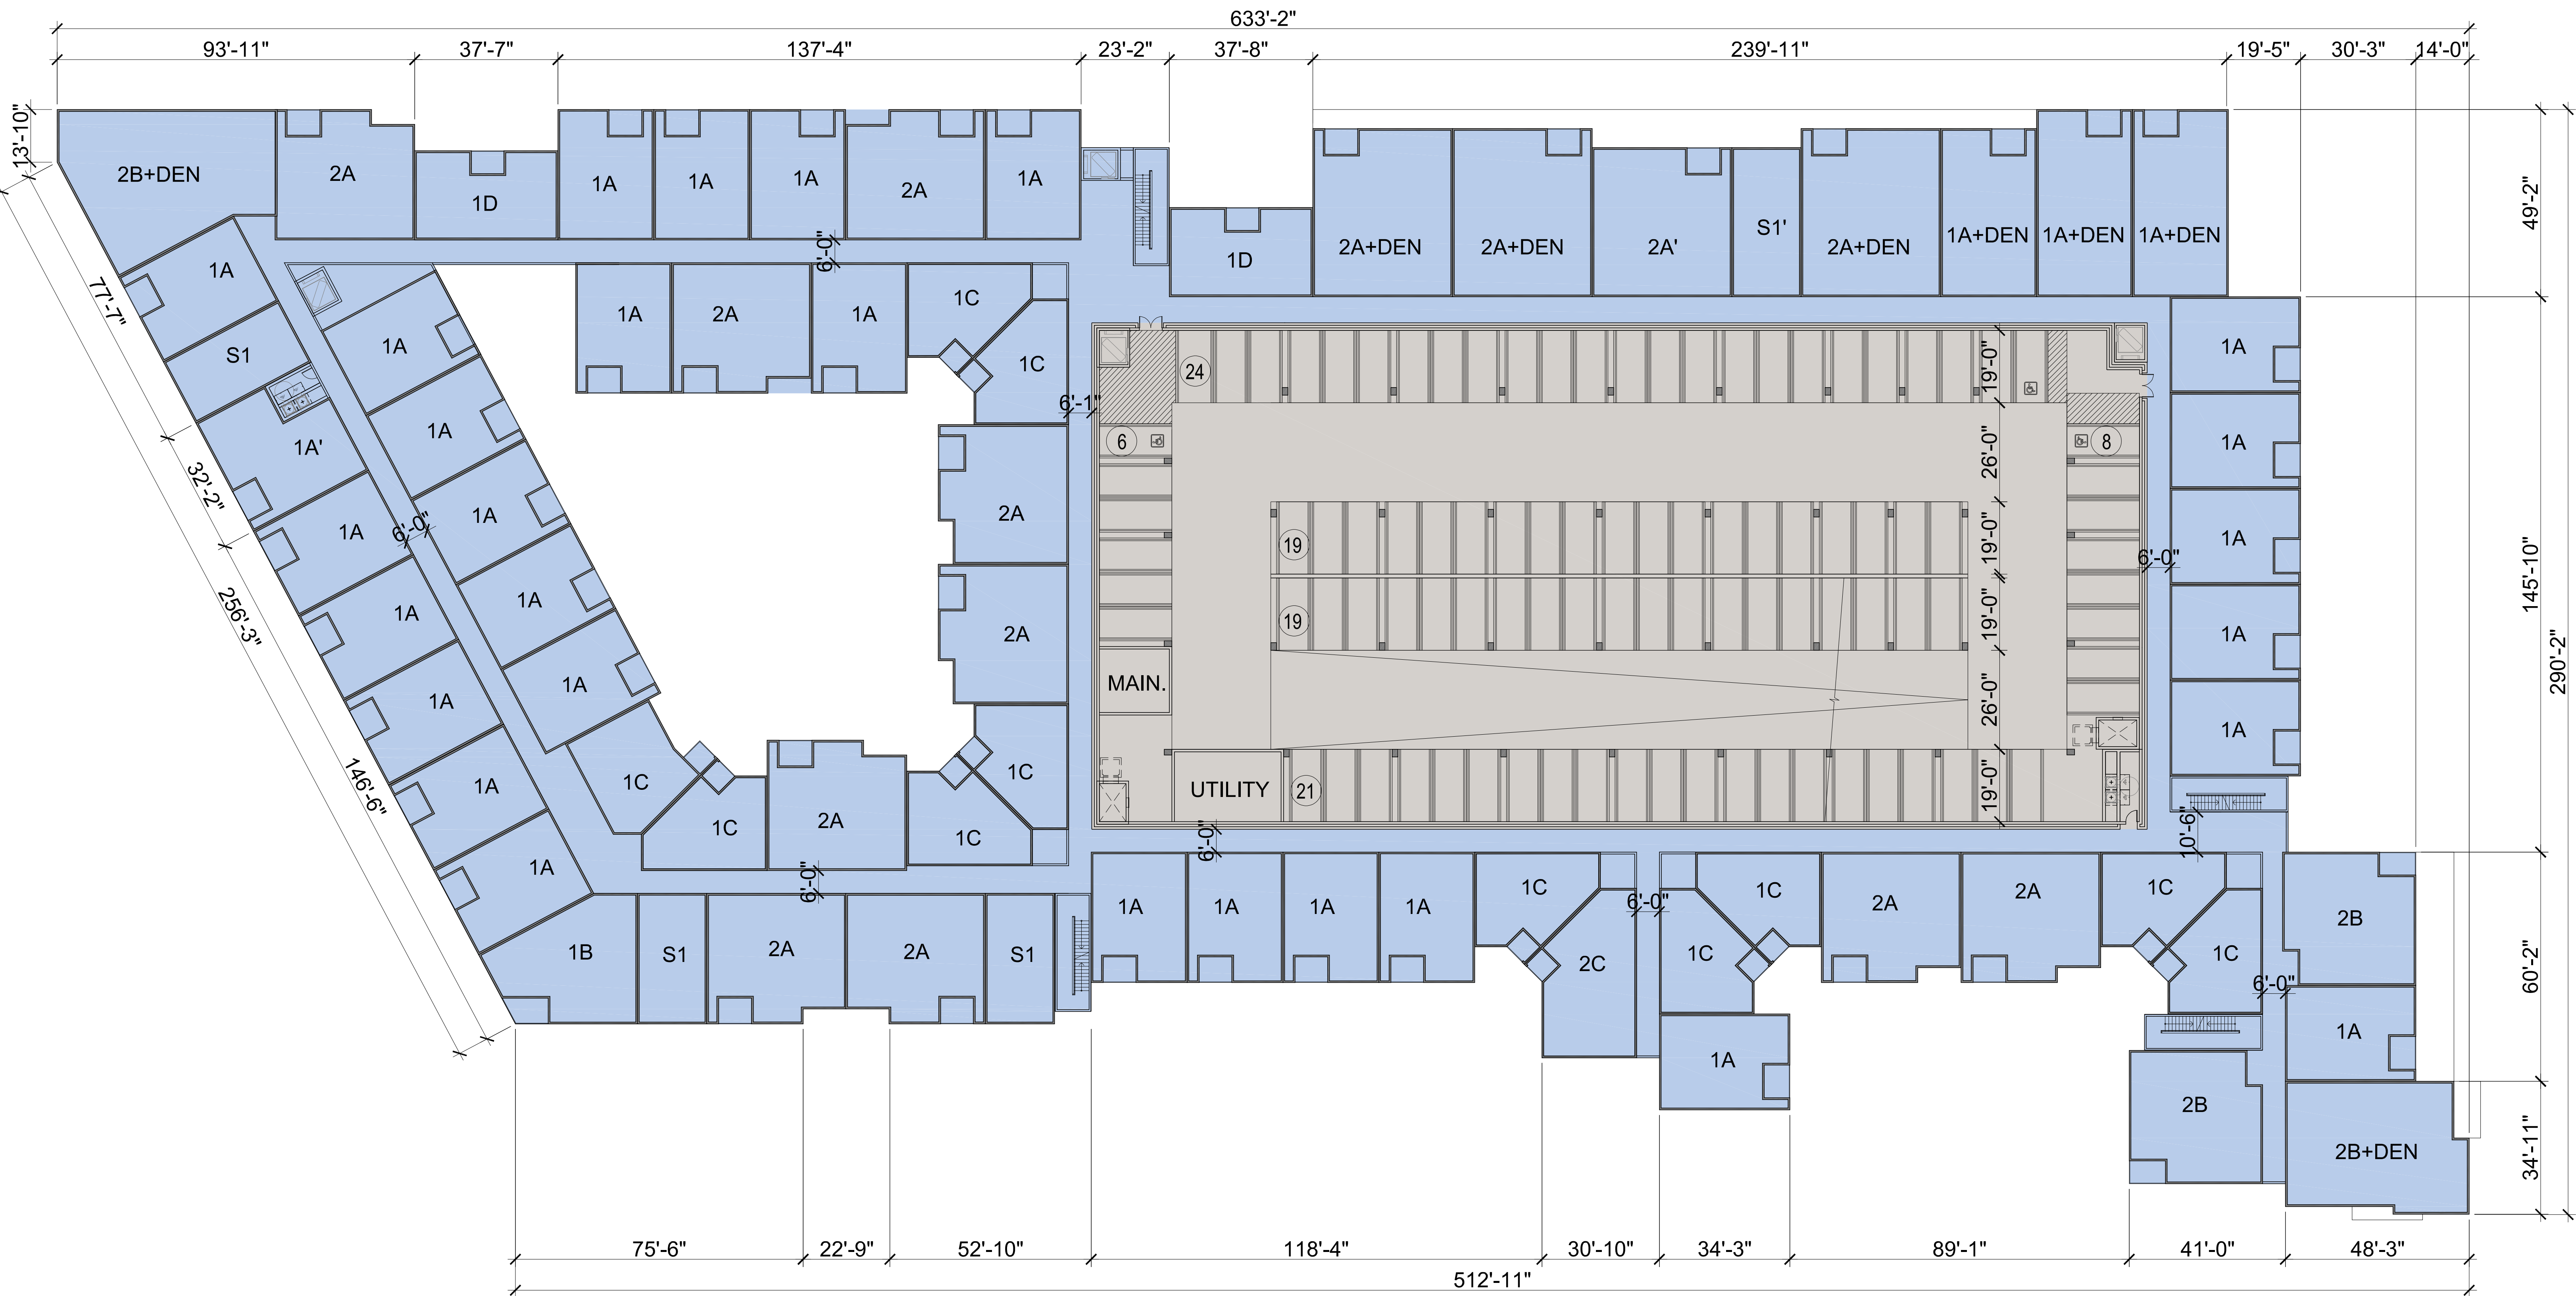 633'-2"
93'-11" 37'-7" 137'-4" 23'-2" 37'-8" 239'-11" 19'-5" 30'-3" 14'-0"
13'-10"
2B+DEN 2A 1D 1A 1A 1A 2A 1A
1D 2A+DEN 2A+DEN 2A' S1' 2A+DEN 1A+DEN 1A+DEN 1A+DEN
49'-2"
6'-0"
77'-7"
32'-2"
256'-3"
146'-6"
1A
S1
1A'
1A
1A
1A
1A
1A
6'-0"
1A
1A
1A
1A
1A
1A 2A 1A 1C
1C
6'-1"
2A
2A
1C
1C
1C
1C
2A
6'-0"
1B S1 2A 2A S1
24
19'-0"
6
8
26'-0"
19
19'-0"
19
19'-0"
MAIN.
26'-0"
UTILITY
21
19'-0"
6'-0"
1A
1A
1A
1A
1A
6'-0"
145'-10"
290'-2"
10'-6"
1A 1A 1A 1A 1C
2C
6'-0"
1C
1C
1A
2A 2A 1C
1C
6'-0"
2B
1A
2B
2B+DEN
60'-2"
34'-11"
75'-6" 22'-9" 52'-10" 118'-4" 30'-10" 34'-3" 89'-1" 41'-0" 48'-3"
512'-11"